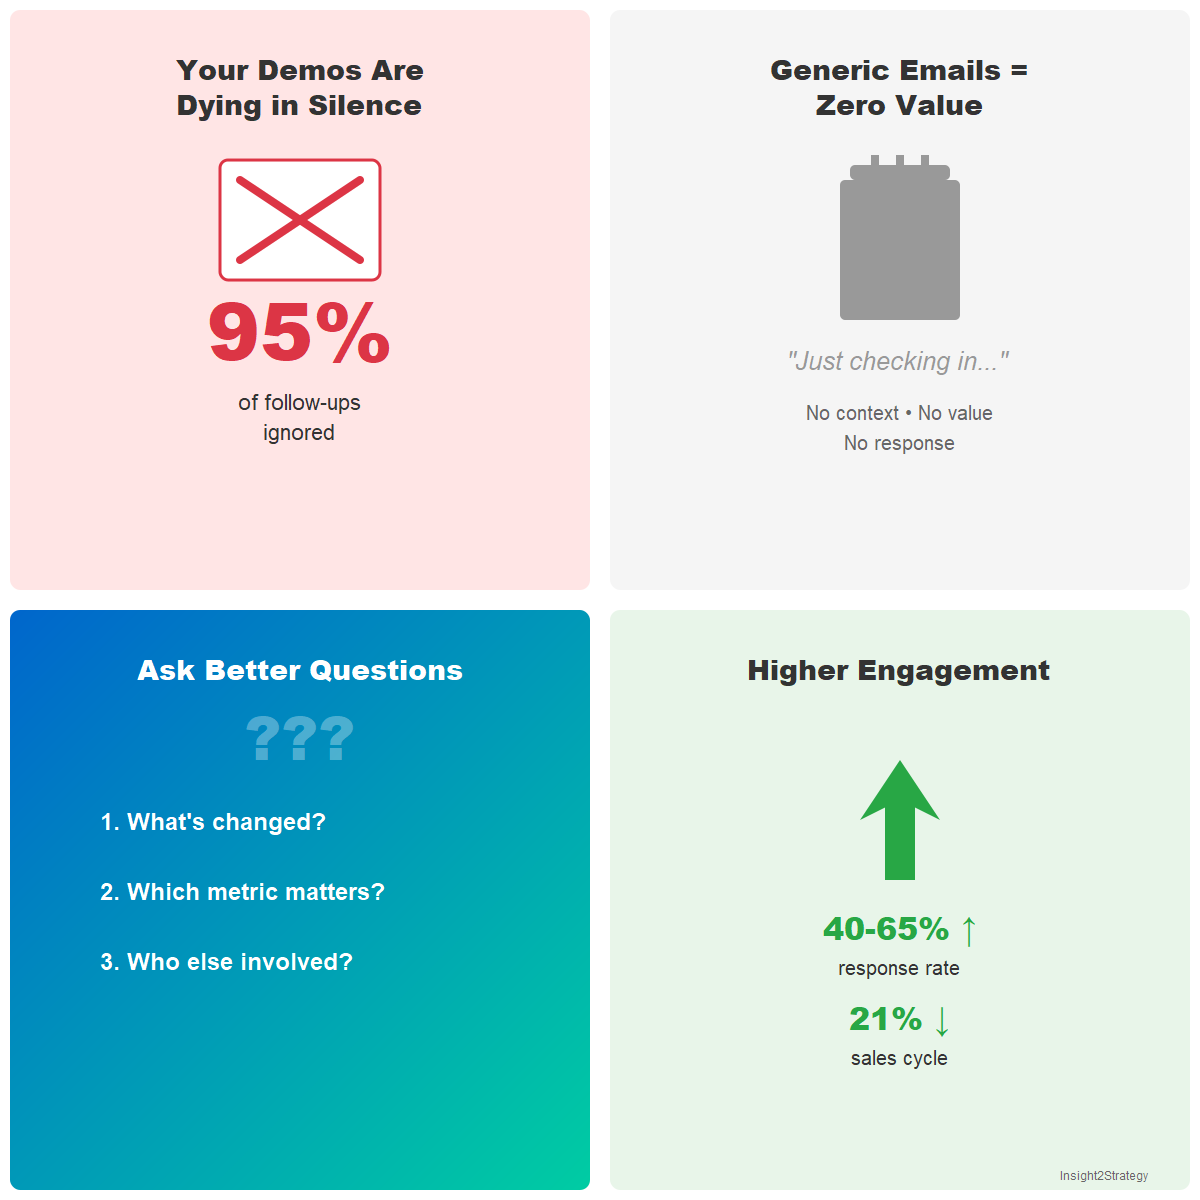 Your Demos Are
Dying in Silence
95%
of follow-ups
ignored
Generic Emails =
Zero Value
"Just checking in..."
No context • No value
No response
Ask Better Questions
???
1. What's changed?
2. Which metric matters?
3. Who else involved?
Higher Engagement
40-65% ↑
response rate
21% ↓
sales cycle
Insight2Strategy